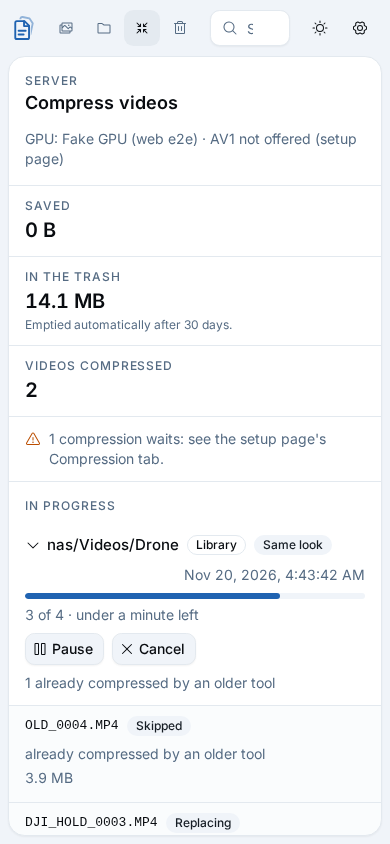 S
SERVER
Compress videos
GPU: Fake GPU (web e2e) · AV1 not offered (setup
page)
SAVED
0 B
IN THE TRASH
14.1 MB
Emptied automatically after 30 days.
VIDEOS COMPRESSED
2
1 compression waits: see the setup page's
Compression tab.
IN PROGRESS
nas/Videos/Drone Library Same look
Nov 20, 2026, 4:43:42 AM
3 of 4 · under a minute left
Pause Cancel
1 already compressed by an older tool
OLD_0004.MP4 Skipped
already compressed by an older tool
3.9 MB
DJI_HOLD_0003.MP4 Replacing